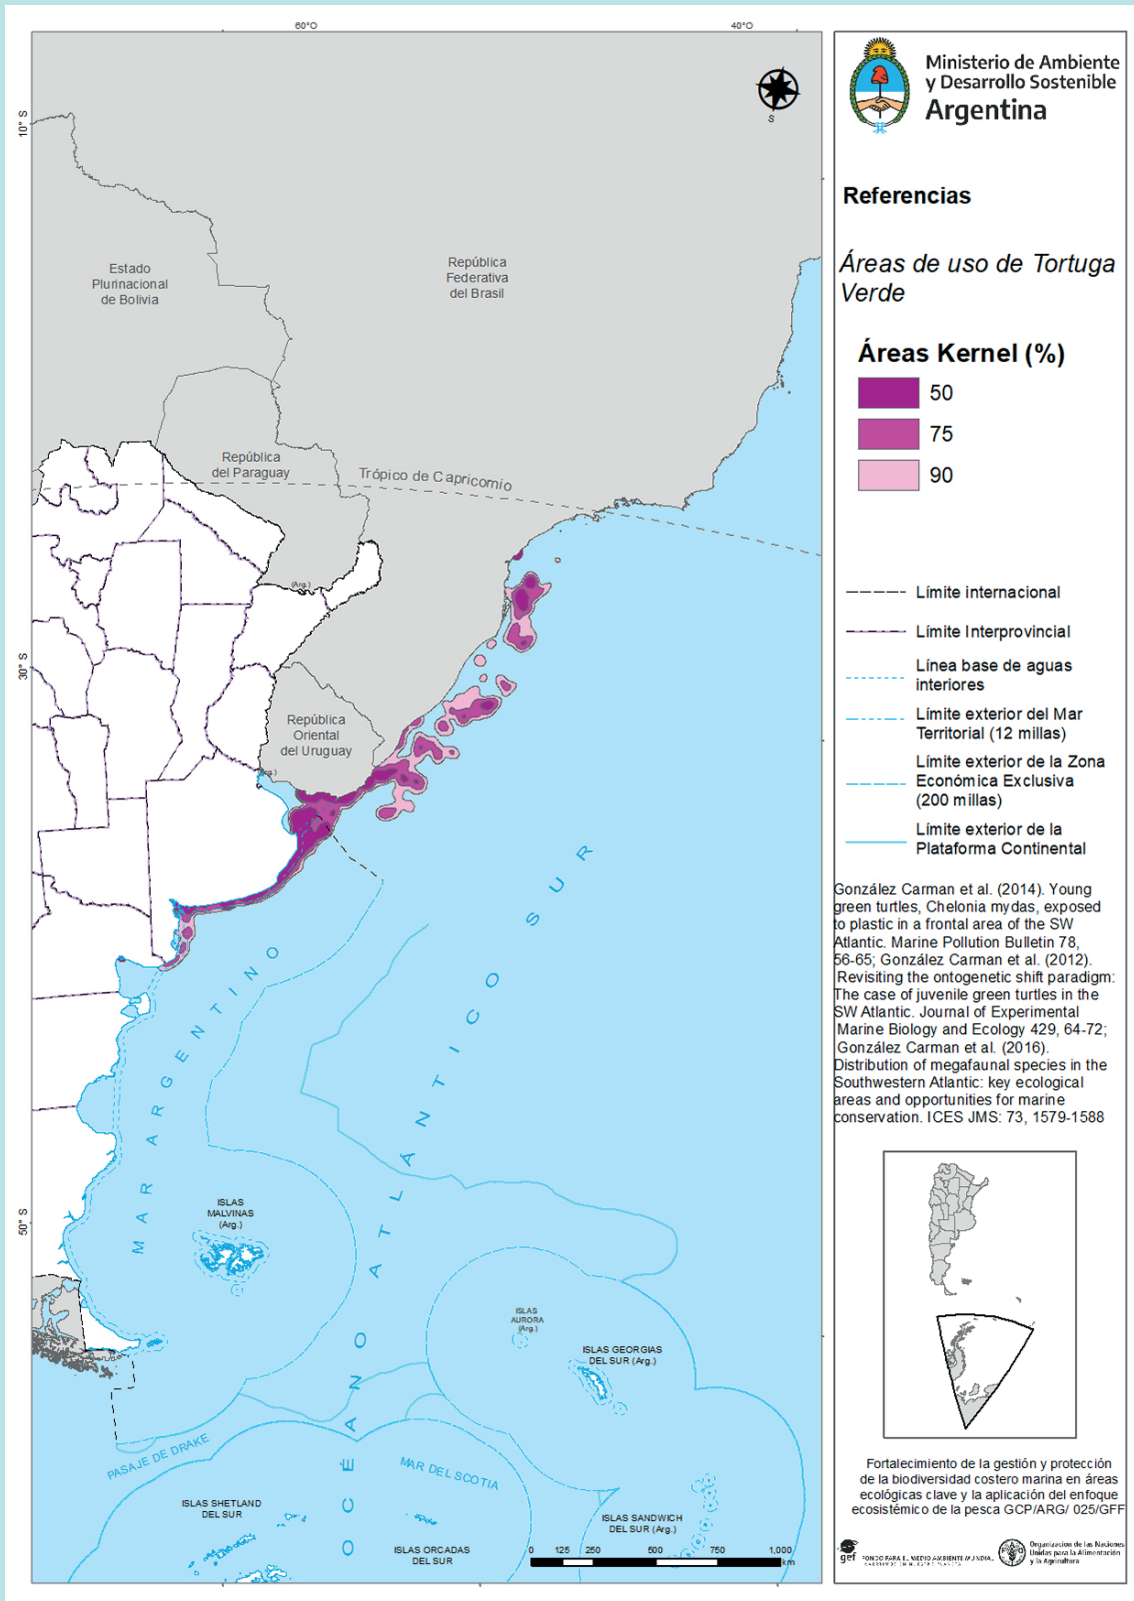 60°O
40°O
10° S
30° S
50° S
S
Estado
Plurinacional
de Bolivia
República
Federativa
del Brasil
República
del Paraguay
Trópico de Capricornio
(Arg.)
República
Oriental
del Uruguay
MAR ARGENTINO
OCÉANO ATLANTICO SUR
ISLAS
MALVINAS
(Arg.)
ISLAS
AURORA
(Arg.)
ISLAS GEORGIAS
DEL SUR (Arg.)
PASAJE DE DRAKE
MAR DEL SCOTIA
ISLAS SHETLAND
DEL SUR
ISLAS ORCADAS
DEL SUR
ISLAS SANDWICH
DEL SUR (Arg.)
0 125 250 500 750 1,000
km
Ministerio de Ambiente
y Desarrollo Sostenible
Argentina
Referencias
Áreas de uso de Tortuga
Verde
Áreas Kernel (%)
50
75
90
Límite internacional
Límite Interprovincial
Línea base de aguas
interiores
Límite exterior del Mar
Territorial (12 millas)
Límite exterior de la Zona
Económica Exclusiva
(200 millas)
Límite exterior de la
Plataforma Continental
González Carman et al. (2014). Young
green turtles, Chelonia mydas, exposed
to plastic in a frontal area of the SW
Atlantic. Marine Pollution Bulletin 78,
56-65; González Carman et al. (2012).
Revisiting the ontogenetic shift paradigm:
The case of juvenile green turtles in the
SW Atlantic. Journal of Experimental
Marine Biology and Ecology 429, 64-72;
González Carman et al. (2016).
Distribution of megafaunal species in the
Southwestern Atlantic: key ecological
areas and opportunities for marine
conservation. ICES JMS: 73, 1579-1588
Fortalecimiento de la gestión y protección
de la biodiversidad costero marina en áreas
ecológicas clave y la aplicación del enfoque
ecosistémico de la pesca GCP/ARG/ 025/GFF
gef
FONDO PARA EL MEDIO AMBIENTE MUNDIAL
Organización de las Naciones
Unidas para la Alimentación
y la Agricultura